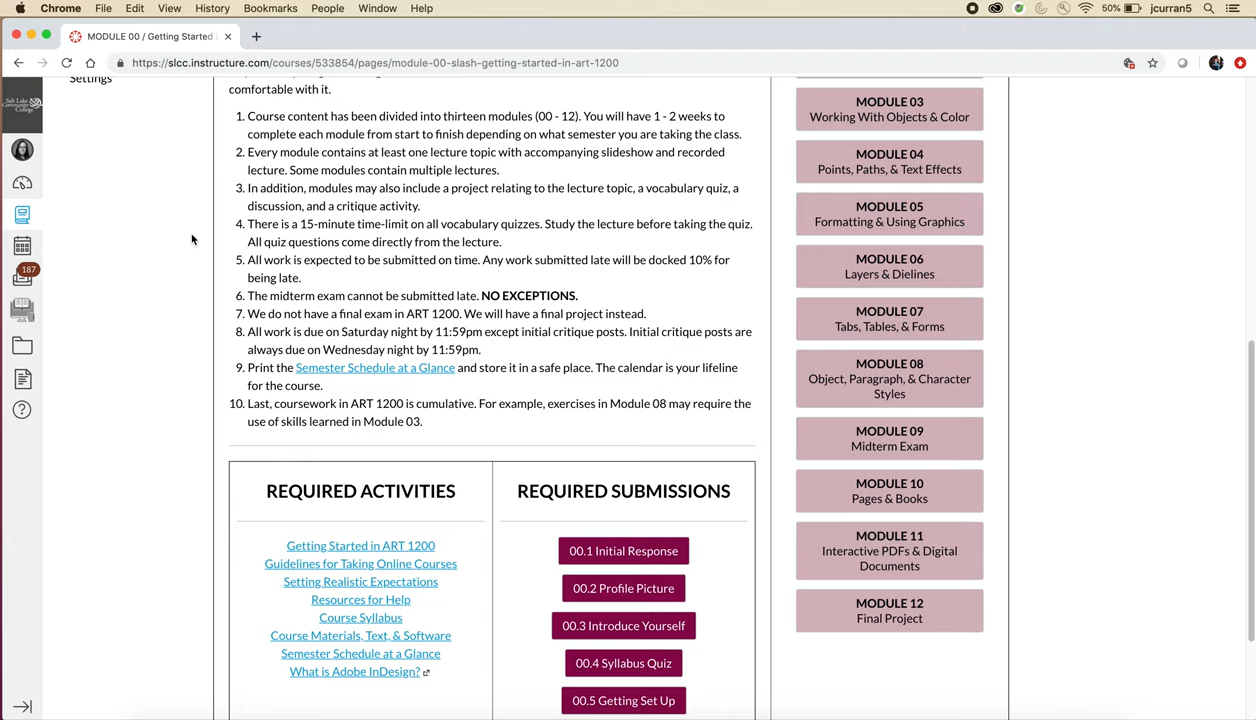 Chrome File Edit View History Bookmarks People Window Help 50% jcurran5
MODULE 00 / Getting Started
https://slcc.instructure.com/courses/533854/pages/module-00-slash-getting-started-in-art-1200
Settings
Salt Lake
Community
College
187
comfortable with it.
1. Course content has been divided into thirteen modules (00 - 12). You will have 1 - 2 weeks to
complete each module from start to finish depending on what semester you are taking the class.
2. Every module contains at least one lecture topic with accompanying slideshow and recorded
lecture. Some modules contain multiple lectures.
3. In addition, modules may also include a project relating to the lecture topic, a vocabulary quiz, a
discussion, and a critique activity.
4. There is a 15-minute time-limit on all vocabulary quizzes. Study the lecture before taking the quiz.
All quiz questions come directly from the lecture.
5. All work is expected to be submitted on time. Any work submitted late will be docked 10% for
being late.
6. The midterm exam cannot be submitted late. NO EXCEPTIONS.
7. We do not have a final exam in ART 1200. We will have a final project instead.
8. All work is due on Saturday night by 11:59pm except initial critique posts. Initial critique posts are
always due on Wednesday night by 11:59pm.
9. Print the Semester Schedule at a Glance and store it in a safe place. The calendar is your lifeline
for the course.
10. Last, coursework in ART 1200 is cumulative. For example, exercises in Module 08 may require the
use of skills learned in Module 03.
REQUIRED ACTIVITIES
Getting Started in ART 1200
Guidelines for Taking Online Courses
Setting Realistic Expectations
Resources for Help
Course Syllabus
Course Materials, Text, & Software
Semester Schedule at a Glance
What is Adobe InDesign?
REQUIRED SUBMISSIONS
00.1 Initial Response
00.2 Profile Picture
00.3 Introduce Yourself
00.4 Syllabus Quiz
00.5 Getting Set Up
MODULE 03
Working With Objects & Color
MODULE 04
Points, Paths, & Text Effects
MODULE 05
Formatting & Using Graphics
MODULE 06
Layers & Dielines
MODULE 07
Tabs, Tables, & Forms
MODULE 08
Object, Paragraph, & Character
Styles
MODULE 09
Midterm Exam
MODULE 10
Pages & Books
MODULE 11
Interactive PDFs & Digital
Documents
MODULE 12
Final Project